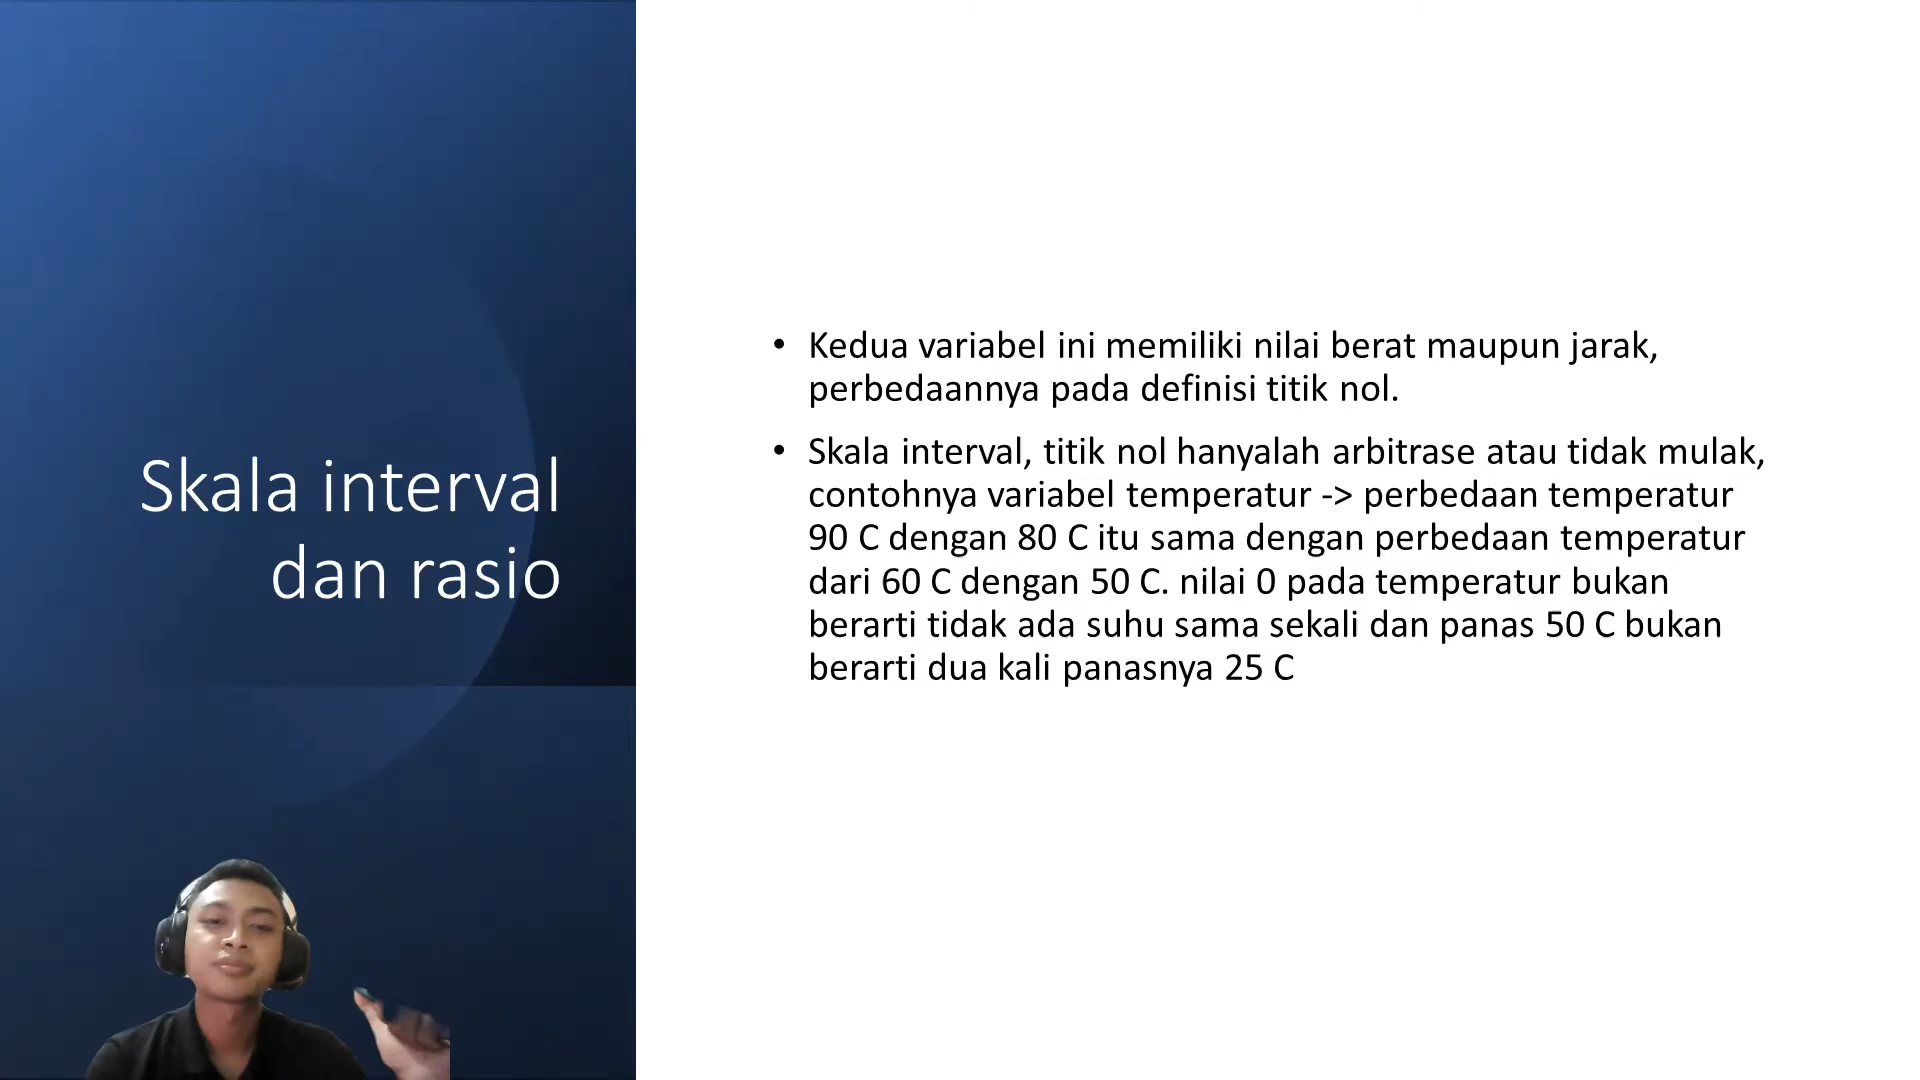 Skala interval
dan rasio
• Kedua variabel ini memiliki nilai berat maupun jarak,
perbedaannya pada definisi titik nol.
• Skala interval, titik nol hanyalah arbitrase atau tidak mulak,
contohnya variabel temperatur -> perbedaan temperatur
90 C dengan 80 C itu sama dengan perbedaan temperatur
dari 60 C dengan 50 C. nilai 0 pada temperatur bukan
berarti tidak ada suhu sama sekali dan panas 50 C bukan
berarti dua kali panasnya 25 C